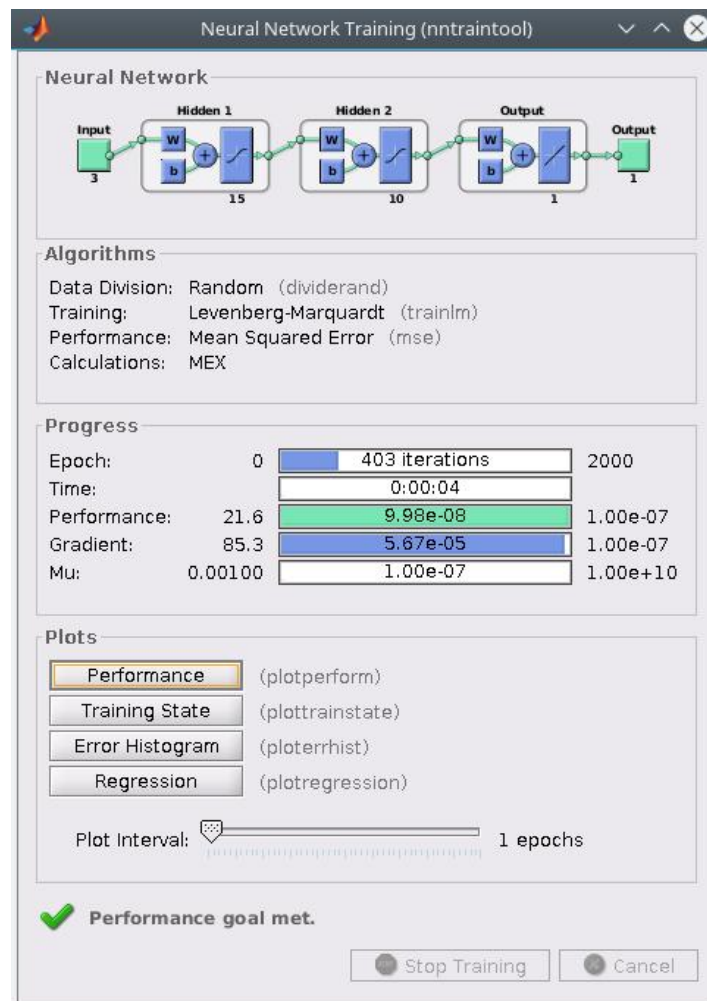 Neural Network Training (nntraintool)
Neural Network
Hidden 1 Hidden 2 Output
Input Output
W W W
+ + +
b b b
3 15 10 1 1
Algorithms
Data Division: Random (dividerand)
Training: Levenberg-Marquardt (trainlm)
Performance: Mean Squared Error (mse)
Calculations: MEX
Progress
Epoch: 0 403 iterations 2000
Time: 0:00:04
Performance: 21.6 9.98e-08 1.00e-07
Gradient: 85.3 5.67e-05 1.00e-07
Mu: 0.00100 1.00e-07 1.00e+10
Plots
Performance (plotperform)
Training State (plottrainstate)
Error Histogram (ploterrhist)
Regression (plotregression)
Plot Interval: 1 epochs
Performance goal met.
Stop Training Cancel